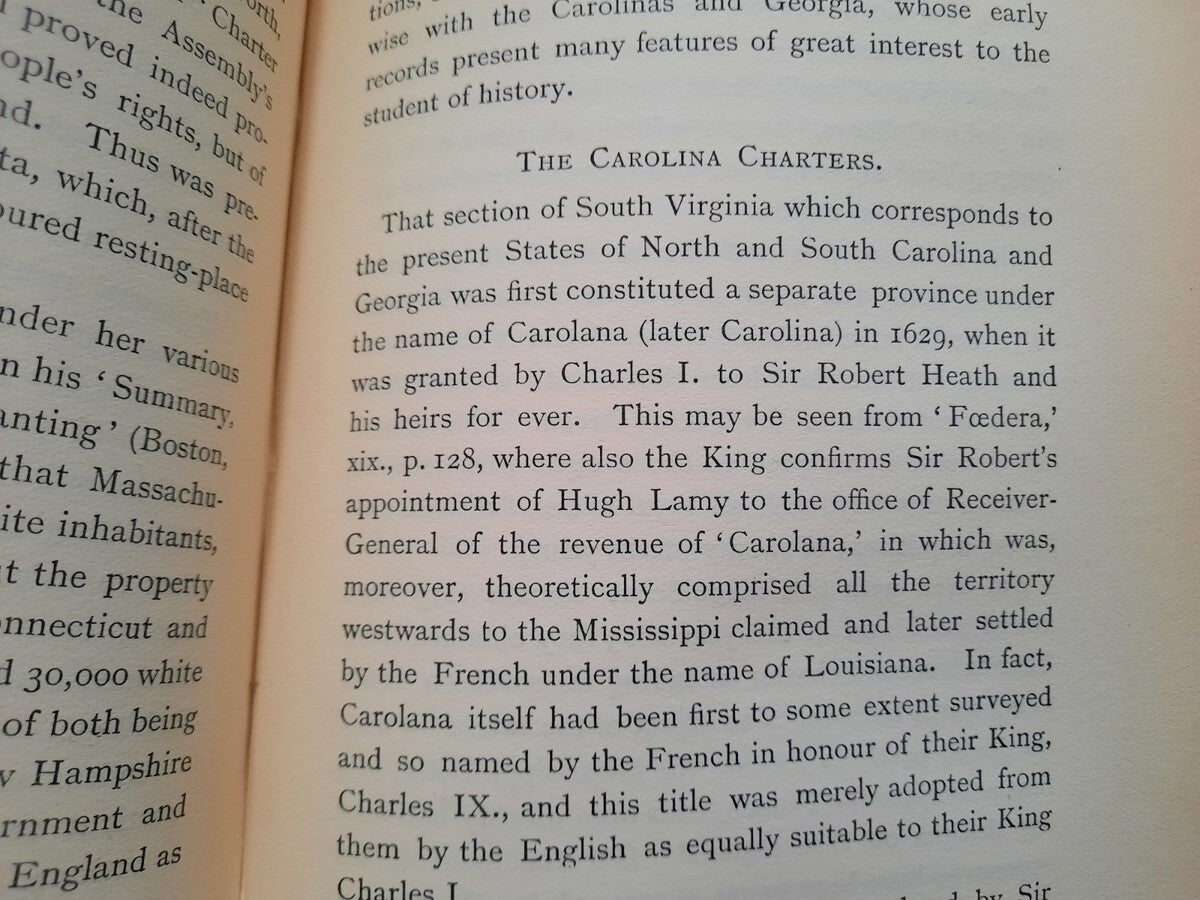 Charter
the Assembly's
proved indeed pro-
rights, but of
Thus was pre-
which, after the
resting-place
her various
his ‘Summary,
(Boston,
that Massachu-
inhabitants,
the property
and
30,000 white
of both being
Hampshire
and
England as
wise with the Carolinas and Georgia, whose early
records present many features of great interest to the
student of history.
THE CAROLINA CHARTERS.
That section of South Virginia which corresponds to
the present States of North and South Carolina and
Georgia was first constituted a separate province under
the name of Carolana (later Carolina) in 1629, when it
was granted by Charles I. to Sir Robert Heath and
his heirs for ever. This may be seen from ‘Fœdera,’
xix., p. 128, where also the King confirms Sir Robert's
appointment of Hugh Lamy to the office of Receiver-
General of the revenue of ‘Carolana,’ in which was,
moreover, theoretically comprised all the territory
westwards to the Mississippi claimed and later settled
by the French under the name of Louisiana. In fact,
Carolana itself had been first to some extent surveyed
and so named by the French in honour of their King,
Charles IX., and this title was merely adopted from
them by the English as equally suitable to their King
Charles I.
by Sir